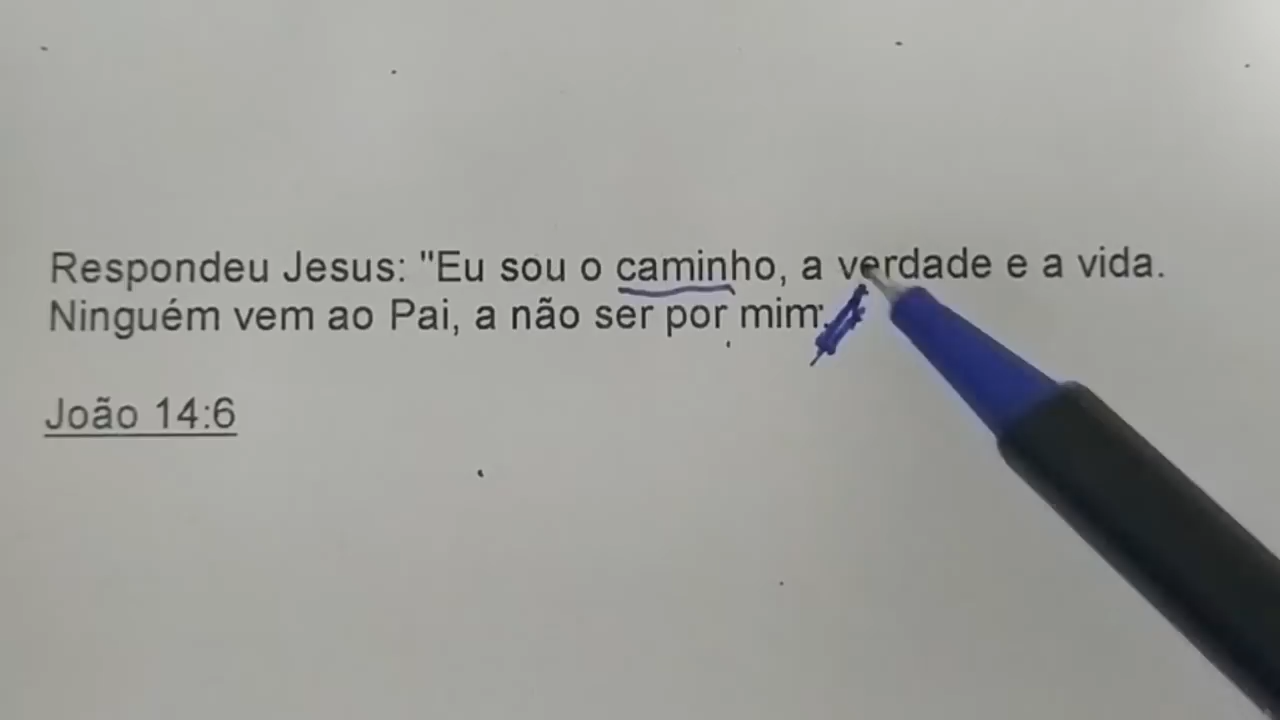 Respondeu Jesus: "Eu sou o caminho, a verdade e a vida.
Ninguém vem ao Pai, a não ser por mim.
João 14:6